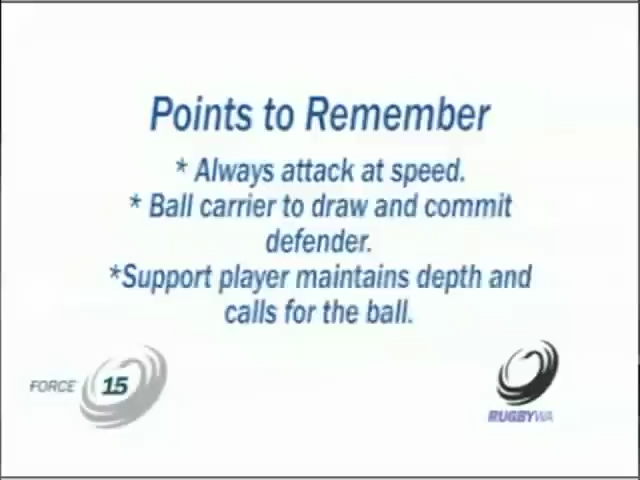 Points to Remember
* Always attack at speed.
* Ball carrier to draw and commit
defender.
*Support player maintains depth and
calls for the ball.
FORCE 15
RUGBYWA